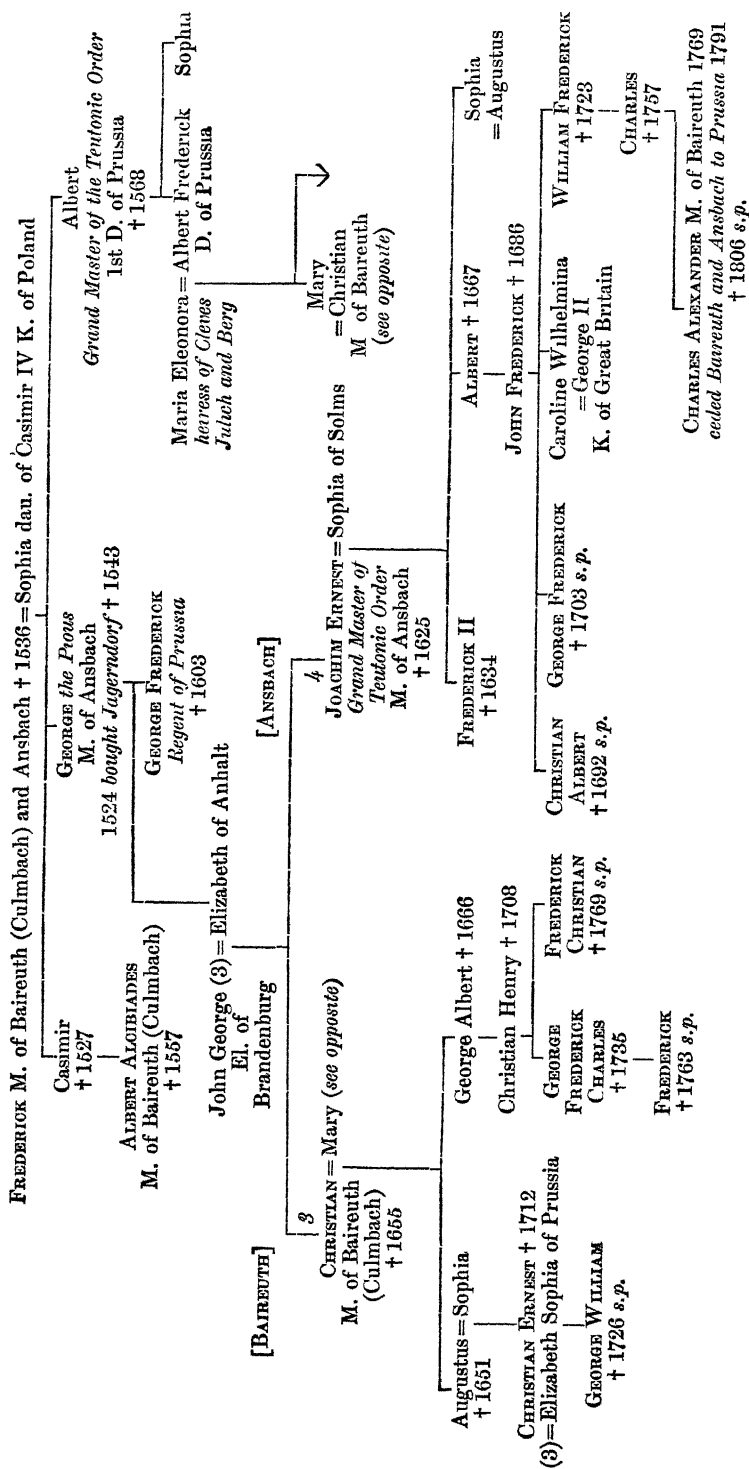 FREDERICK M. of Baireuth (Culmbach) and Ansbach † 1536 = Sophia dau. of Casimir IV K. of Poland
Casimir
† 1527
ALBERT ALCIBIADES
M. of Baireuth (Culmbach)
† 1557
GEORGE the Pious
M. of Ansbach
1524 bought Jagerndorf † 1543
GEORGE FREDERICK
Regent of Prussia
† 1603
Albert
Grand Master of the Teutonic Order
1st D. of Prussia
† 1568
Maria Eleonora = Albert Frederick
heiress of Cleves
D. of Prussia
Julich and Berg
Sophia
Mary
= Christian
M of Baireuth
(see opposite)
John George (3) = Elizabeth of Anhalt
El. of
Brandenburg
[BAIREUTH]
3
CHRISTIAN = Mary (see opposite)
M. of Baireuth
(Culmbach)
† 1655
[ANSBACH]
4
JOACHIM ERNEST = Sophia of Solms
Grand Master of
Teutonic Order
M. of Ansbach
† 1625
Augustus = Sophia
† 1651
CHRISTIAN ERNEST † 1712
(3) = Elizabeth Sophia of Prussia
GEORGE WILLIAM
† 1726 s.p.
George Albert † 1666
Christian Henry † 1708
GEORGE
FREDERICK
CHARLES
† 1735
FREDERICK
† 1763 s.p.
FREDERICK
CHRISTIAN
† 1769 s.p.
FREDERICK II
† 1634
ALBERT † 1667
Sophia
= Augustus
JOHN FREDERICK † 1686
CHRISTIAN
ALBERT
† 1692 s.p.
GEORGE FREDERICK
† 1703 s.p.
Caroline Wilhelmina
= George II
K. of Great Britain
WILLIAM FREDERICK
† 1723
CHARLES
† 1757
CHARLES ALEXANDER M. of Baireuth 1769
ceded Baireuth and Ansbach to Prussia 1791
† 1806 s.p.